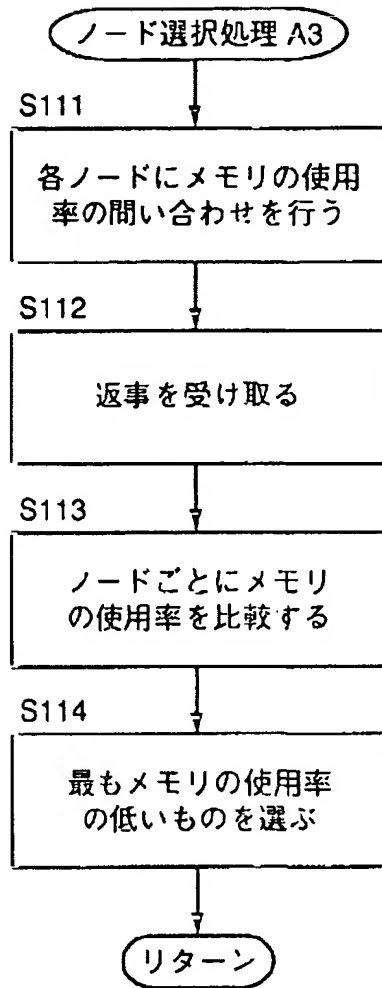 ノード選択処理 A3
S111
各ノードにメモリの使用
率の問い合わせを行う
S112
返事を受け取る
S113
ノードごとにメモリ
の使用率を比較する
S114
最もメモリの使用率
の低いものを選ぶ
リターン